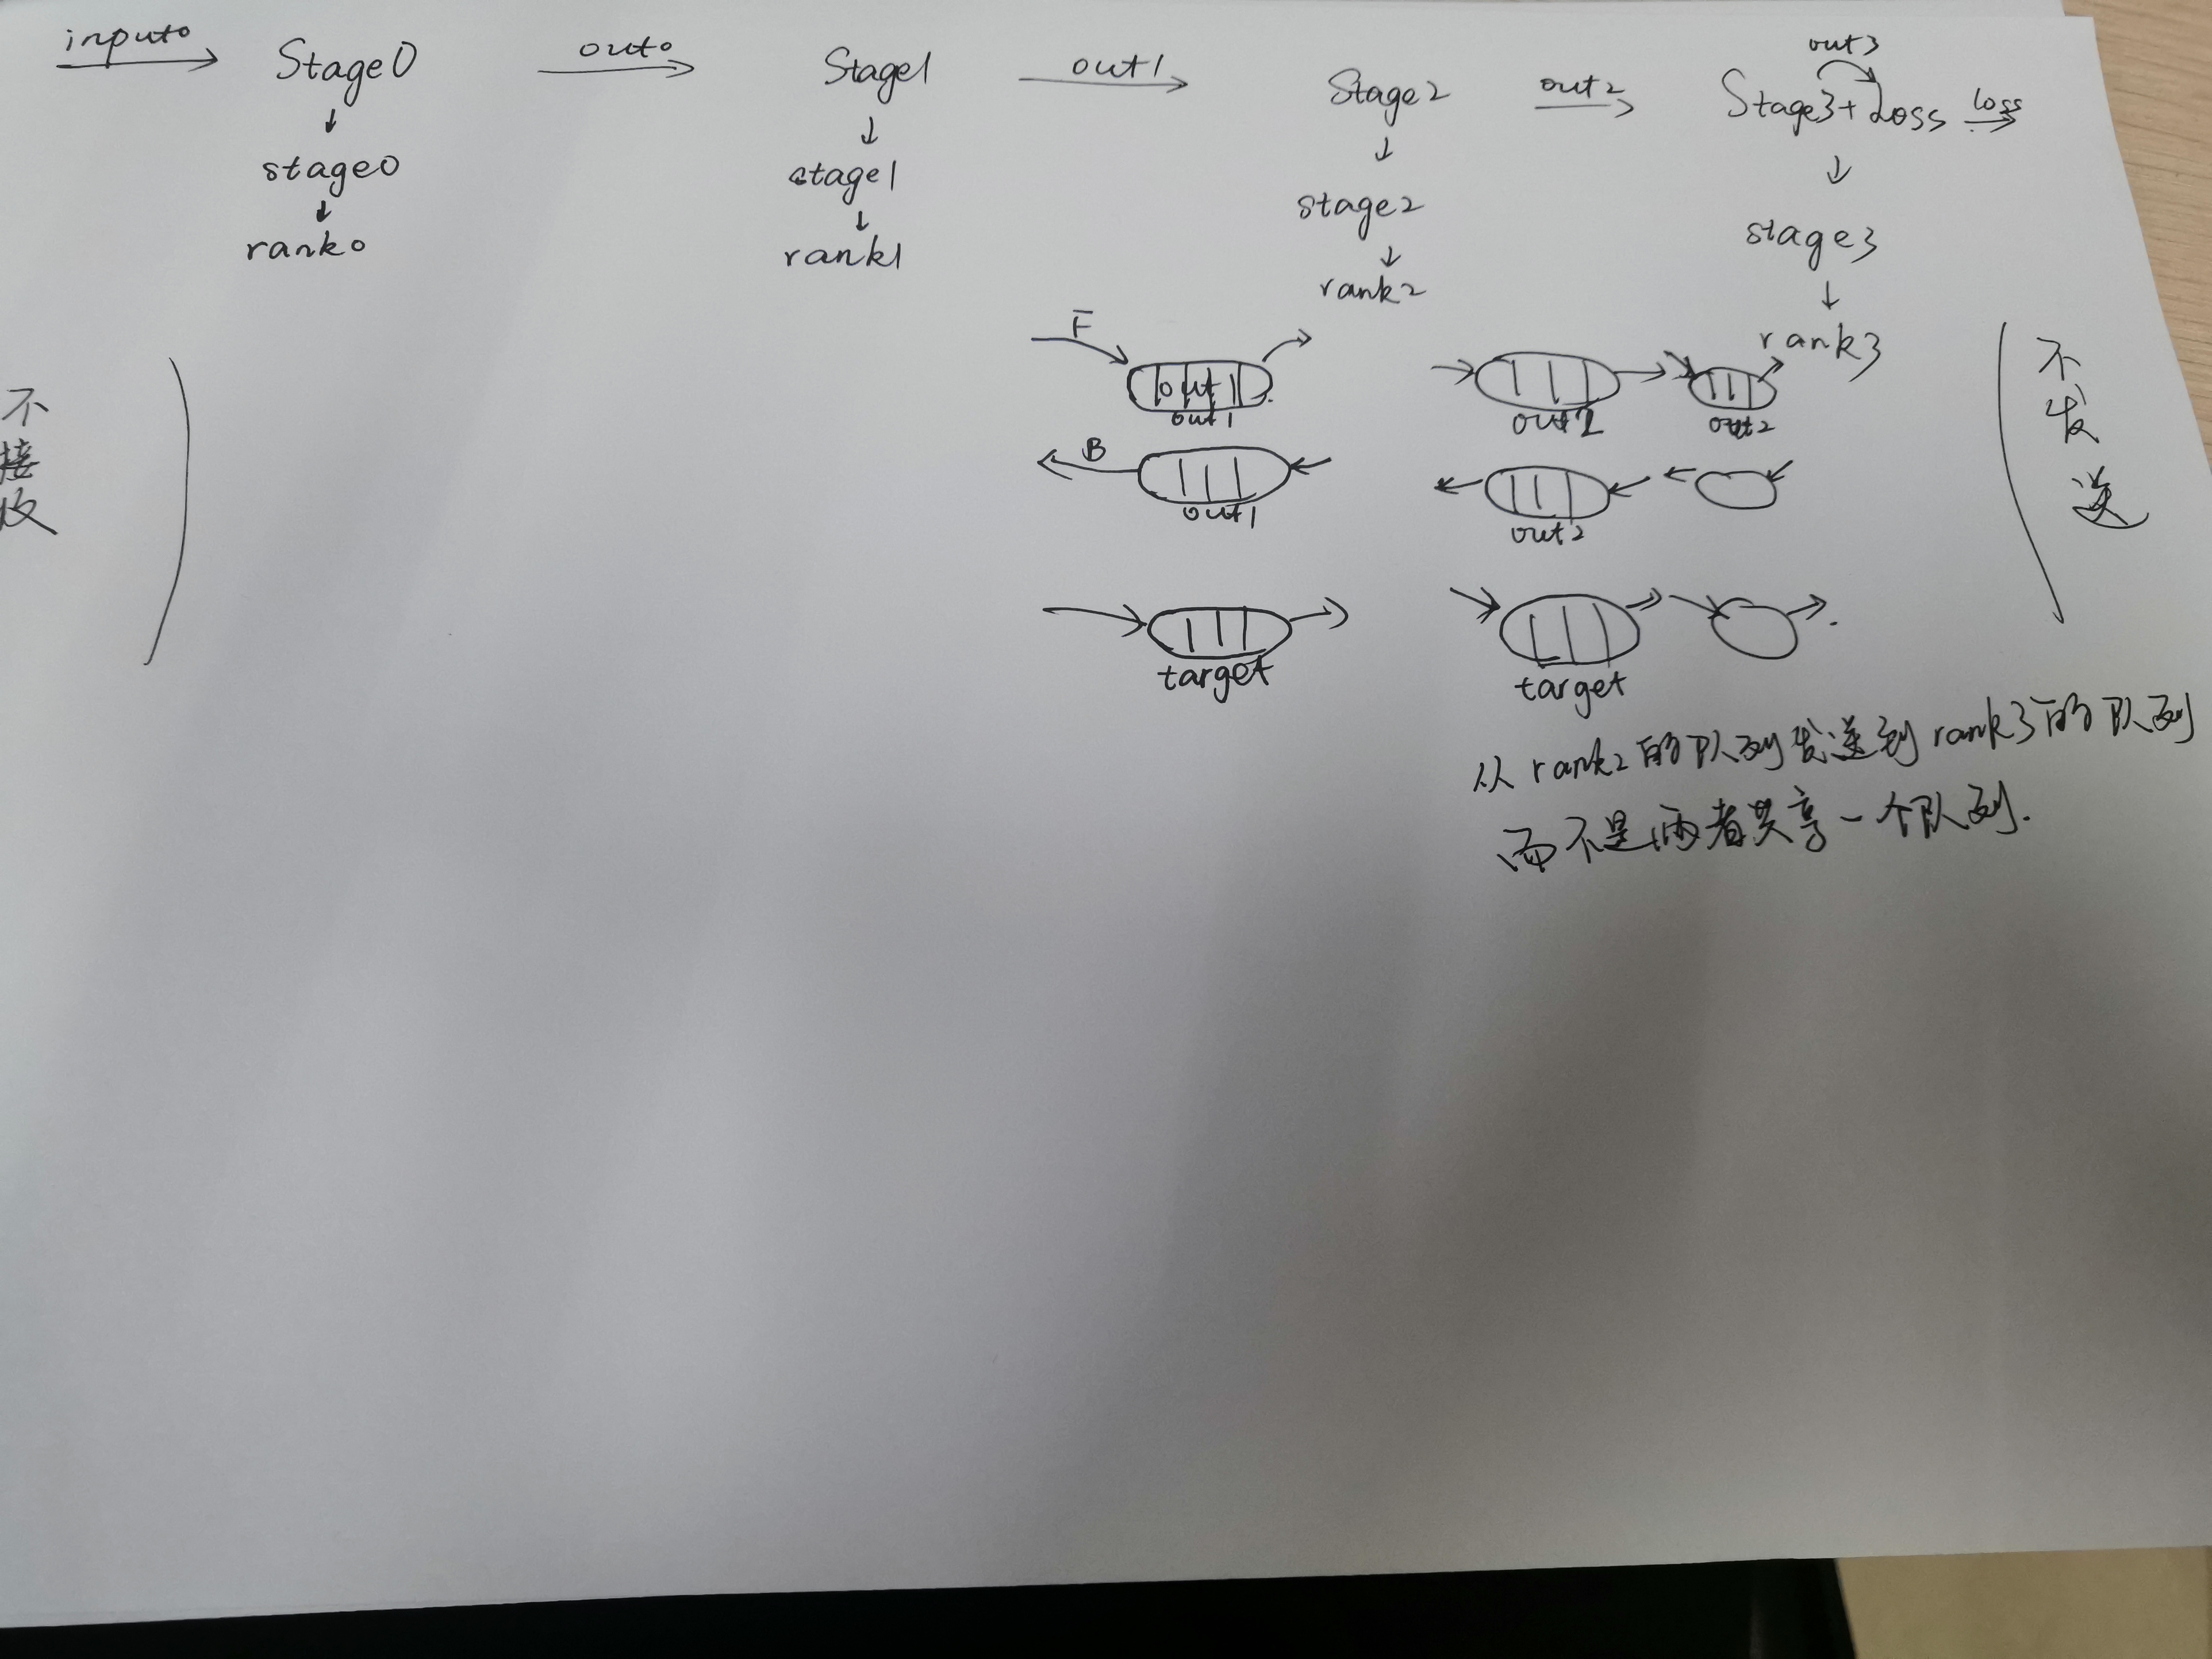 input0 Stage0 out0 Stage1 out1 Stage2 out2 Stage3+Loss loss
out3
stage0 stage1 stage2 stage3
rank0 rank1 rank2 rank3
F
out1
out1 out2 out2
B
out1 out2
target target
不接收
不发送
从rank2的队列发送到rank3的队列
而不是两者共享一个队列.